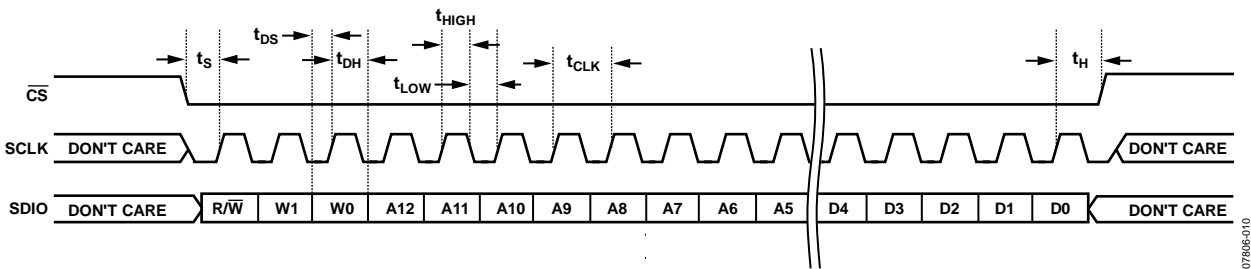 tHIGH
tDS
tS
tDH
tCLK
tH
tLOW
CS
SCLK DON'T CARE DON'T CARE
SDIO DON'T CARE R/W W1 W0 A12 A11 A10 A9 A8 A7 A6 A5 D4 D3 D2 D1 D0 DON'T CARE
07806-010